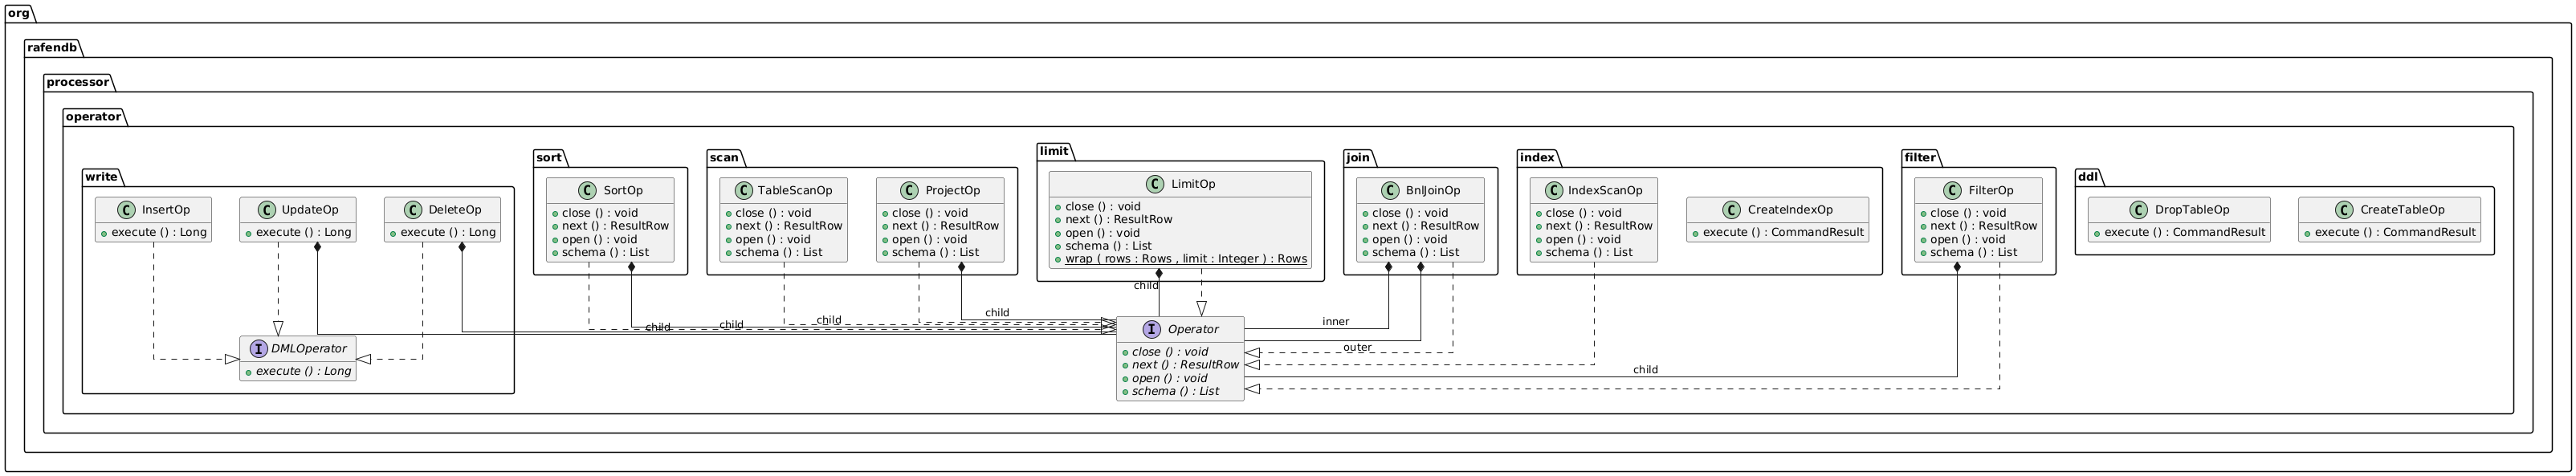 org
rafendb
processor
operator
write
C InsertOp
execute () : Long
C UpdateOp
execute () : Long
C DeleteOp
execute () : Long
I DMLOperator
execute () : Long
sort
C SortOp
close () : void
next () : ResultRow
open () : void
schema () : List
scan
C TableScanOp
close () : void
next () : ResultRow
open () : void
schema () : List
C ProjectOp
close () : void
next () : ResultRow
open () : void
schema () : List
limit
C LimitOp
close () : void
next () : ResultRow
open () : void
schema () : List
wrap ( rows : Rows , limit : Integer ) : Rows
join
C BnlJoinOp
close () : void
next () : ResultRow
open () : void
schema () : List
index
C IndexScanOp
close () : void
next () : ResultRow
open () : void
schema () : List
C CreateIndexOp
execute () : CommandResult
filter
C FilterOp
close () : void
next () : ResultRow
open () : void
schema () : List
ddl
C DropTableOp
execute () : CommandResult
C CreateTableOp
execute () : CommandResult
child
child
child
child
child
inner
outer
child
I Operator
close () : void
next () : ResultRow
open () : void
schema () : List